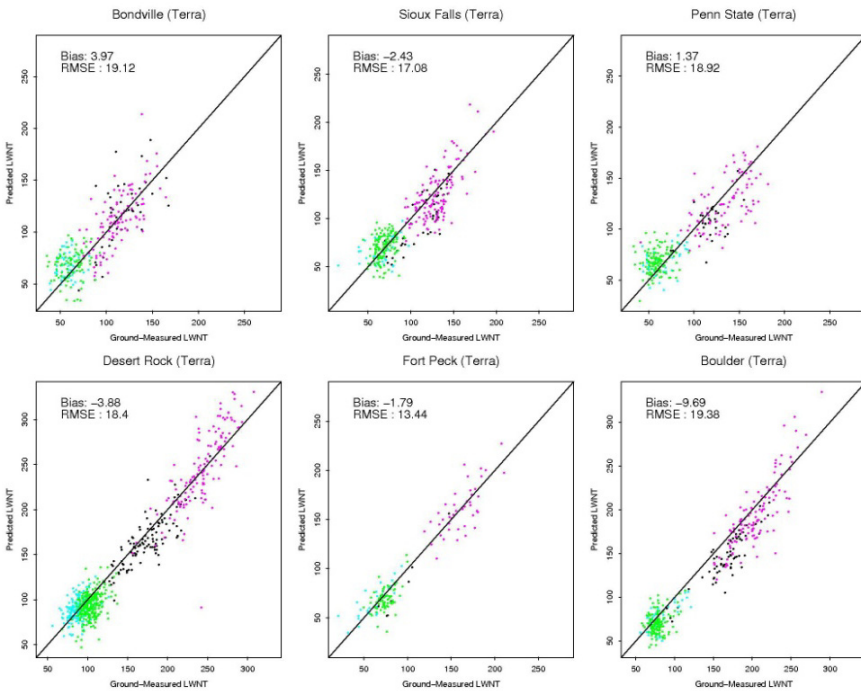 Bondville (Terra)
Bias: 3.97
RMSE : 19.12
Predicted LWNT
50 100 150 200 250
50 100 150 200 250
Ground−Measured LWNT
Sioux Falls (Terra)
Bias: −2.43
RMSE : 17.08
Predicted LWNT
50 100 150 200 250
50 100 150 200 250
Ground−Measured LWNT
Penn State (Terra)
Bias: 1.37
RMSE : 18.92
Predicted LWNT
50 100 150 200 250
50 100 150 200 250
Ground−Measured LWNT
Desert Rock (Terra)
Bias: −3.88
RMSE : 18.4
Predicted LWNT
50 100 150 200 300
50 100 150 200 250 300
Ground−Measured LWNT
Fort Peck (Terra)
Bias: −1.79
RMSE : 13.44
Predicted LWNT
50 100 150 200 250
50 100 150 200 250
Ground−Measured LWNT
Boulder (Terra)
Bias: −9.69
RMSE : 19.38
Predicted LWNT
50 100 150 200 300
50 100 150 200 250 300
Ground−Measured LWNT